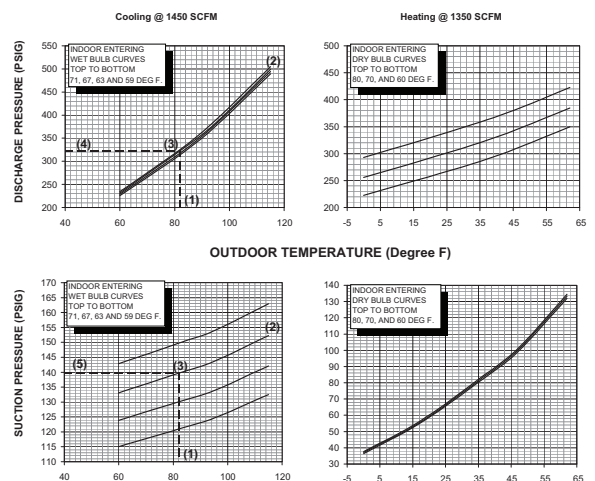 Cooling @ 1450 SCFM
Heating @ 1350 SCFM
DISCHARGE PRESSURE (PSIG)
550
500
450
400
350
300
250
200
INDOOR ENTERING
WET BULB CURVES
TOP TO BOTTOM
71, 67, 63 AND 59 DEG F.
(2)
(4)
(3)
(1)
40 60 80 100 120
500
450
400
350
300
250
200
INDOOR ENTERING
DRY BULB CURVES
TOP TO BOTTOM
80, 70, AND 60 DEG F.
-5 5 15 25 35 45 55 65
OUTDOOR TEMPERATURE (Degree F)
SUCTION PRESSURE (PSIG)
170
165
160
155
150
145
140
135
130
125
120
115
110
INDOOR ENTERING
WET BULB CURVES
TOP TO BOTTOM
71, 67, 63 AND 59 DEG F.
(2)
(5)
(3)
(1)
40 60 80 100 120
140
130
120
110
100
90
80
70
60
50
40
30
INDOOR ENTERING
DRY BULB CURVES
TOP TO BOTTOM
80, 70, AND 60 DEG F.
-5 5 15 25 35 45 55 65